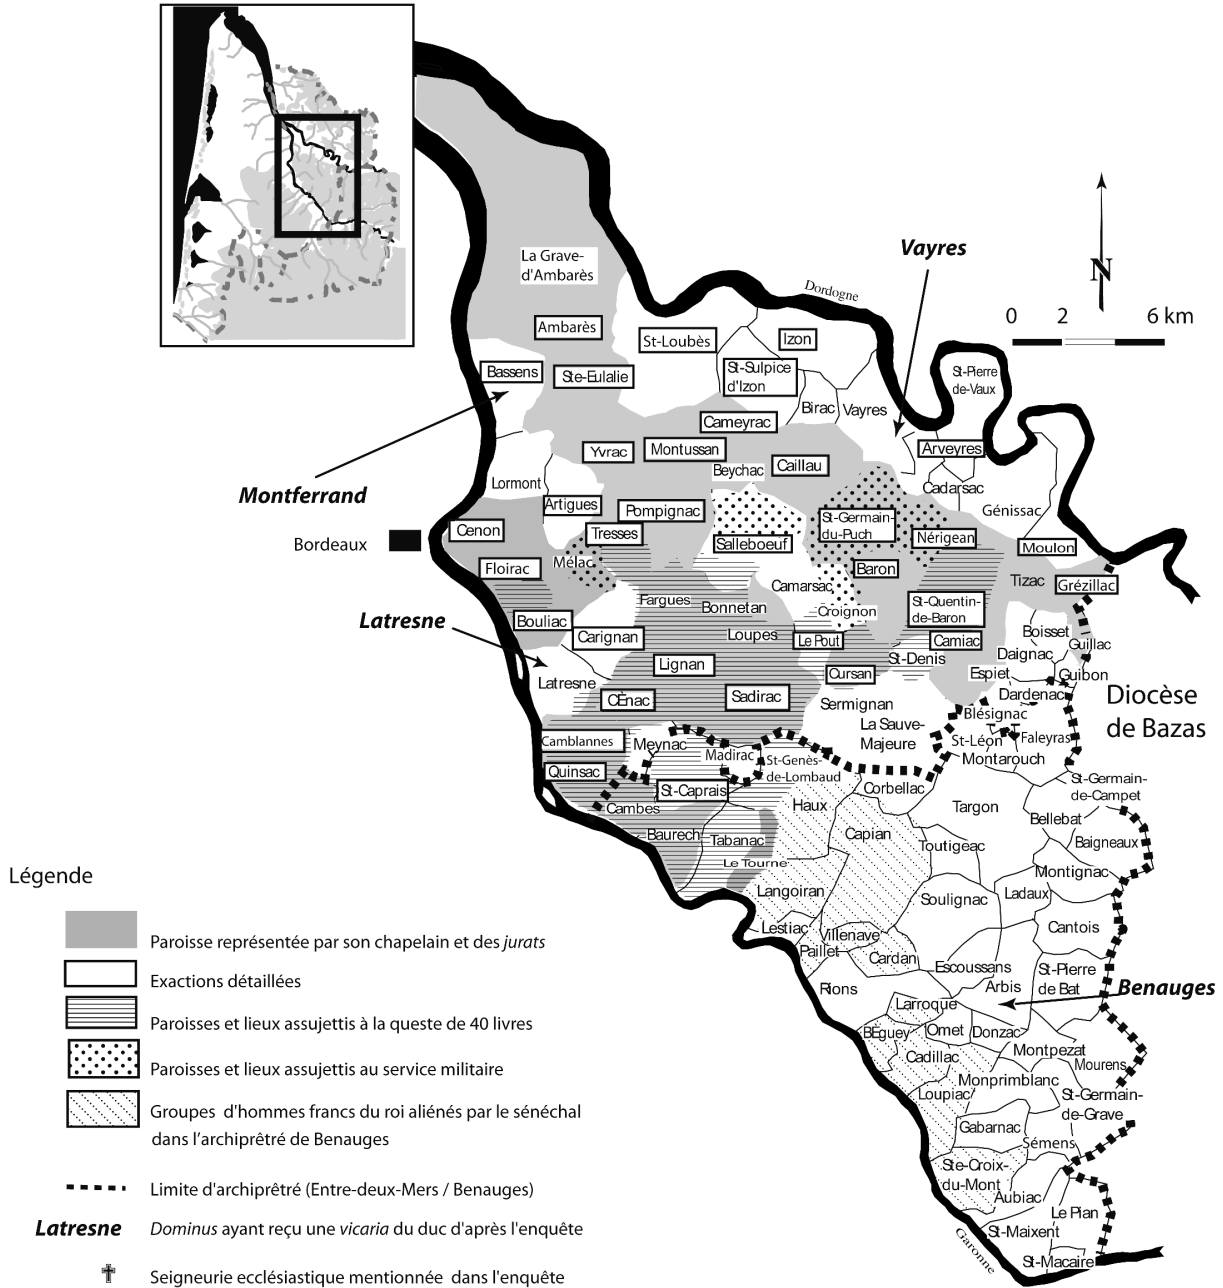 La Grave-
d'Ambarès
Vayres
Dordogne
N
0 2 6 km
Ambarès
St-Loubès
Izon
St-Pierre
de-Vaux
Bassens
Ste-Eulalie
St-Sulpice
d'Izon
Birac
Vayres
Cameyrac
Yvrac
Montussan
Arveyres
Beychac
Caillau
Lormont
Cadarsac
Montferrand
Artigues
Pompignac
Génissac
Bordeaux
Cenon
Tresses
Salleboeuf
St-Germain-
du-Puch
Nérigean
Moulon
Floirac
Mélac
Baron
Tizac
Grézillac
Camarsac
Fargues
Bonnetan
Croignon
St-Quentin-
de-Baron
Latresne
Bouliac
Carignan
Loupes
Le Pout
Camiac
Boisset
Guillac
Lignan
St-Denis
Daignac
Latresne
Cursan
Espiet
Guibon
CÈnac
Sadirac
Sermignan
Dardenac
Diocèse
de Bazas
La Sauve-
Majeure
Blésignac
Camblannes
Meynac
St-Léon
Faleyras
Madirac
St-Genès-
de-Lombaud
Montarouch
Quinsac
St-Caprais
Corbellac
St-Germain-
de-Campet
Cambes
Haux
Targon
Bellebat
Baurech
Tabanac
Capian
Toutigeac
Baigneaux
Le Tourne
Montignac
Langoiran
Soulignac
Ladaux
Lestiac
Villenave
Cantois
Paillet
Cardan
Escoussans
St-Pierre
de Bat
Rions
Arbis
Benauges
Larroque
BEguey
Omet
Donzac
Cadillac
Montpezat
Mourens
Monprimblanc
Loupiac
St-Germain-
de-Grave
Gabarnac
Sémens
Ste-Croix-
du-Mont
Aubiac
Le Pian
Garonne
St-Maixent
St-Macaire
Légende
Paroisse représentée par son chapelain et des jurats
Exactions détaillées
Paroisses et lieux assujettis à la queste de 40 livres
Paroisses et lieux assujettis au service militaire
Groupes d'hommes francs du roi aliénés par le sénéchal
dans l'archiprêtré de Benauges
Limite d'archiprêtré (Entre-deux-Mers / Benauges)
Latresne Dominus ayant reçu une vicaria du duc d'après l'enquête
Seigneurie ecclésiastique mentionnée dans l'enquête